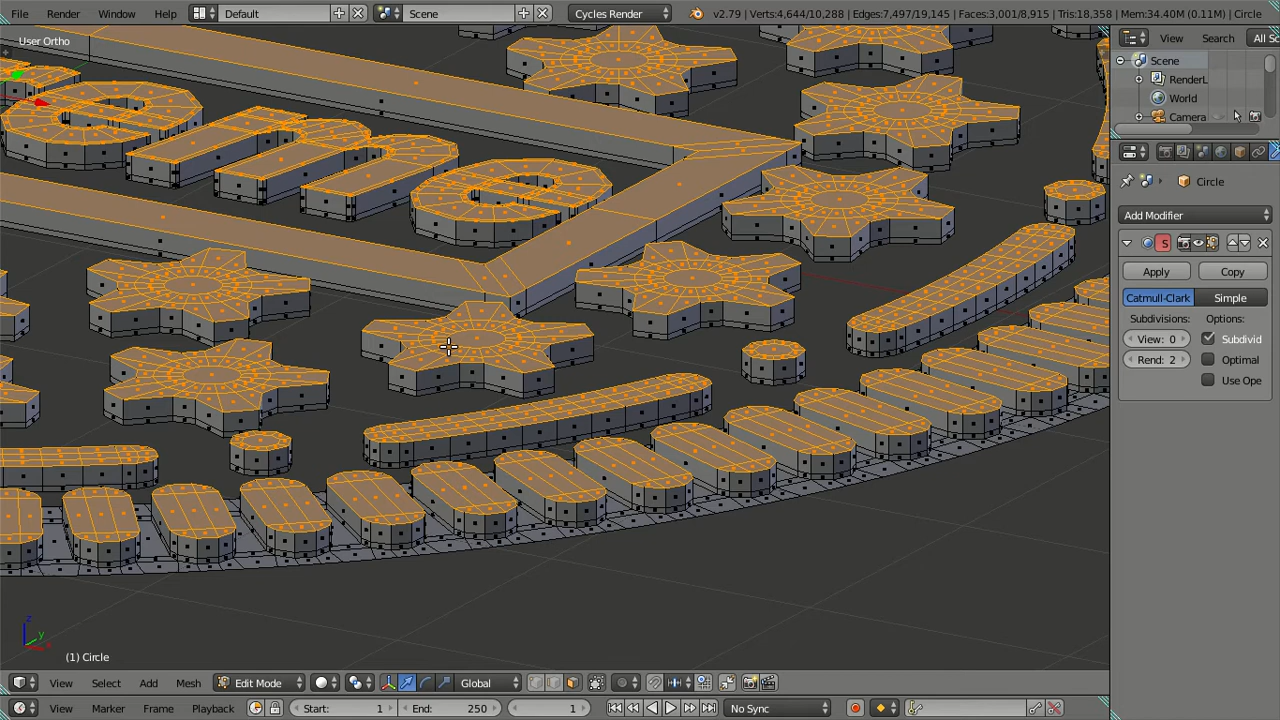 File Render Window Help Default Scene Cycles Render v2.79 | Verts:4,644/10,288 | Edges:7,497/19,145 | Faces:3,001/8,915 | Tris:18,358 | Mem:34.40M (0.11M) | Circle
User Ortho
View Search All Sc
Scene
RenderL
World
Camera
Circle
Add Modifier
S
Apply Copy
Catmull-Clark Simple
Subdivisions: Options:
View: 0 Subdivid
Rend: 2 Optimal
Use Ope
eme
z
y
x
(1) Circle
View Select Add Mesh Edit Mode Global
View Marker Frame Playback Start: 1 End: 250 1 No Sync